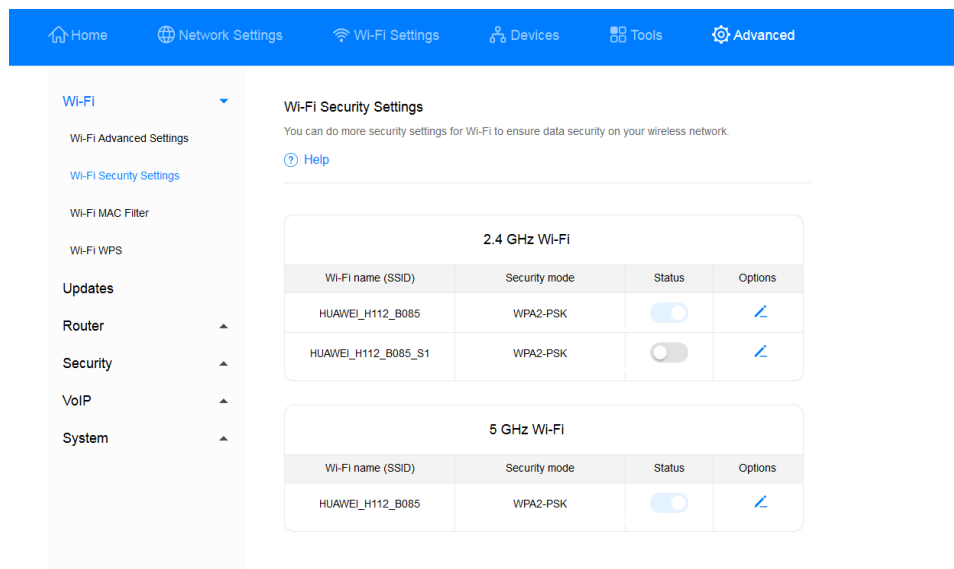 Home Network Settings Wi-Fi Settings Devices Tools Advanced
Wi-Fi
Wi-Fi Advanced Settings
Wi-Fi Security Settings
Wi-Fi MAC Filter
Wi-Fi WPS
Updates
Router
Security
VoIP
System
Wi-Fi Security Settings
You can do more security settings for Wi-Fi to ensure data security on your wireless network.
? Help
2.4 GHz Wi-Fi
Wi-Fi name (SSID) Security mode Status Options
HUAWEI_H112_B085 WPA2-PSK
HUAWEI_H112_B085_S1 WPA2-PSK
5 GHz Wi-Fi
Wi-Fi name (SSID) Security mode Status Options
HUAWEI_H112_B085 WPA2-PSK